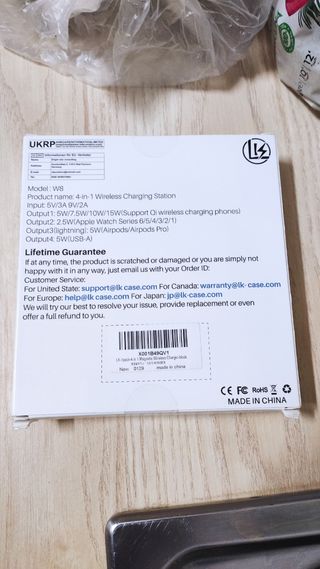 UKRP
Model : W8
Product name: 4-in-1 Wireless Charging Station
Input: 5V/3A 9V/2A
Output1: 5W/7.5W/10W/15W(Support Qi wireless charging phones)
Output2: 2.5W(Apple Watch Series 6/5/4/3/2/1)
Output3(lightning): 5W(Airpods/Airpods Pro)
Output4: 5W(USB-A)
Lifetime Guarantee
If at any time, the product is scratched or damaged or you are simply not
happy with it in any way, just email us with your Order ID:
Customer Service:
For United State: support@lk-case.com For Canada: warranty@lk-case.com
For Europe: help@lk-case.com For Japan: jp@lk-case.com
We will try our best to resolve your issue, provide replacement or even
offer a full refund to you.
X001B49QV1
New 0129 made in china
CE FC RoHS
MADE IN CHINA